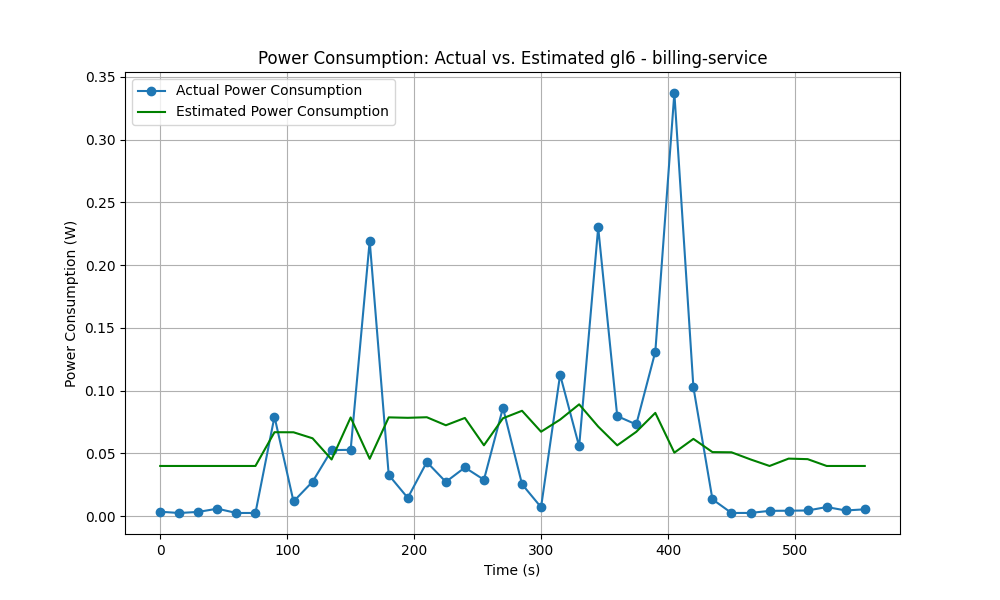 Power Consumption: Actual vs. Estimated gl6 - billing-service
Actual Power Consumption
Estimated Power Consumption
Power Consumption (W)
0.35
0.30
0.25
0.20
0.15
0.10
0.05
0.00
0 100 200 300 400 500
Time (s)